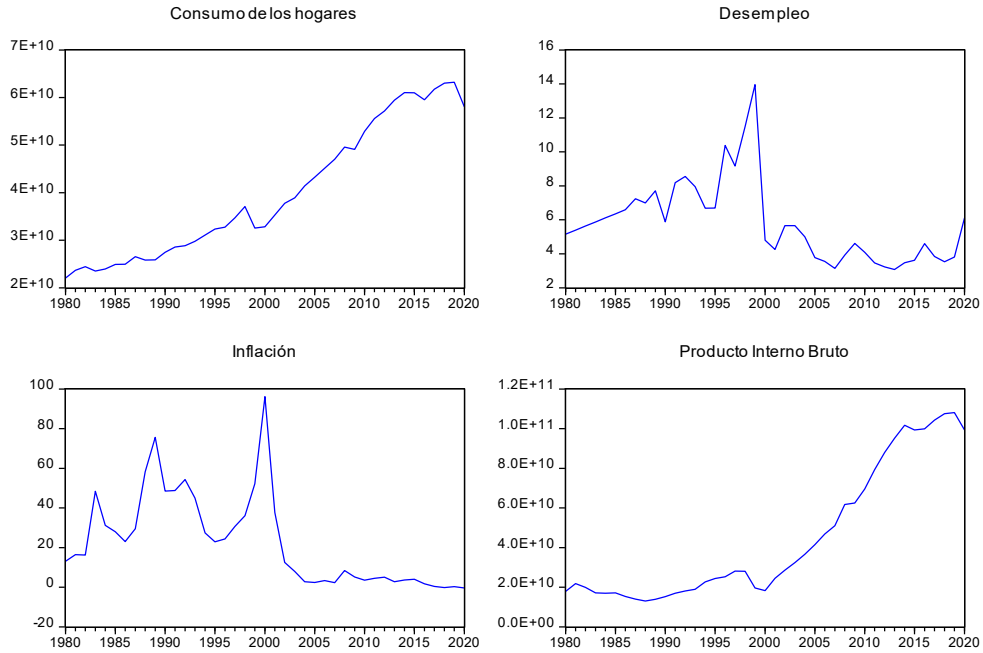 Consumo de los hogares
7E+10
6E+10
5E+10
4E+10
3E+10
2E+10
1980 1985 1990 1995 2000 2005 2010 2015 2020
Desempleo
16
14
12
10
8
6
4
2
1980 1985 1990 1995 2000 2005 2010 2015 2020
Inflación
100
80
60
40
20
0
-20
1980 1985 1990 1995 2000 2005 2010 2015 2020
Producto Interno Bruto
1.2E+11
1.0E+11
8.0E+10
6.0E+10
4.0E+10
2.0E+10
0.0E+00
1980 1985 1990 1995 2000 2005 2010 2015 2020